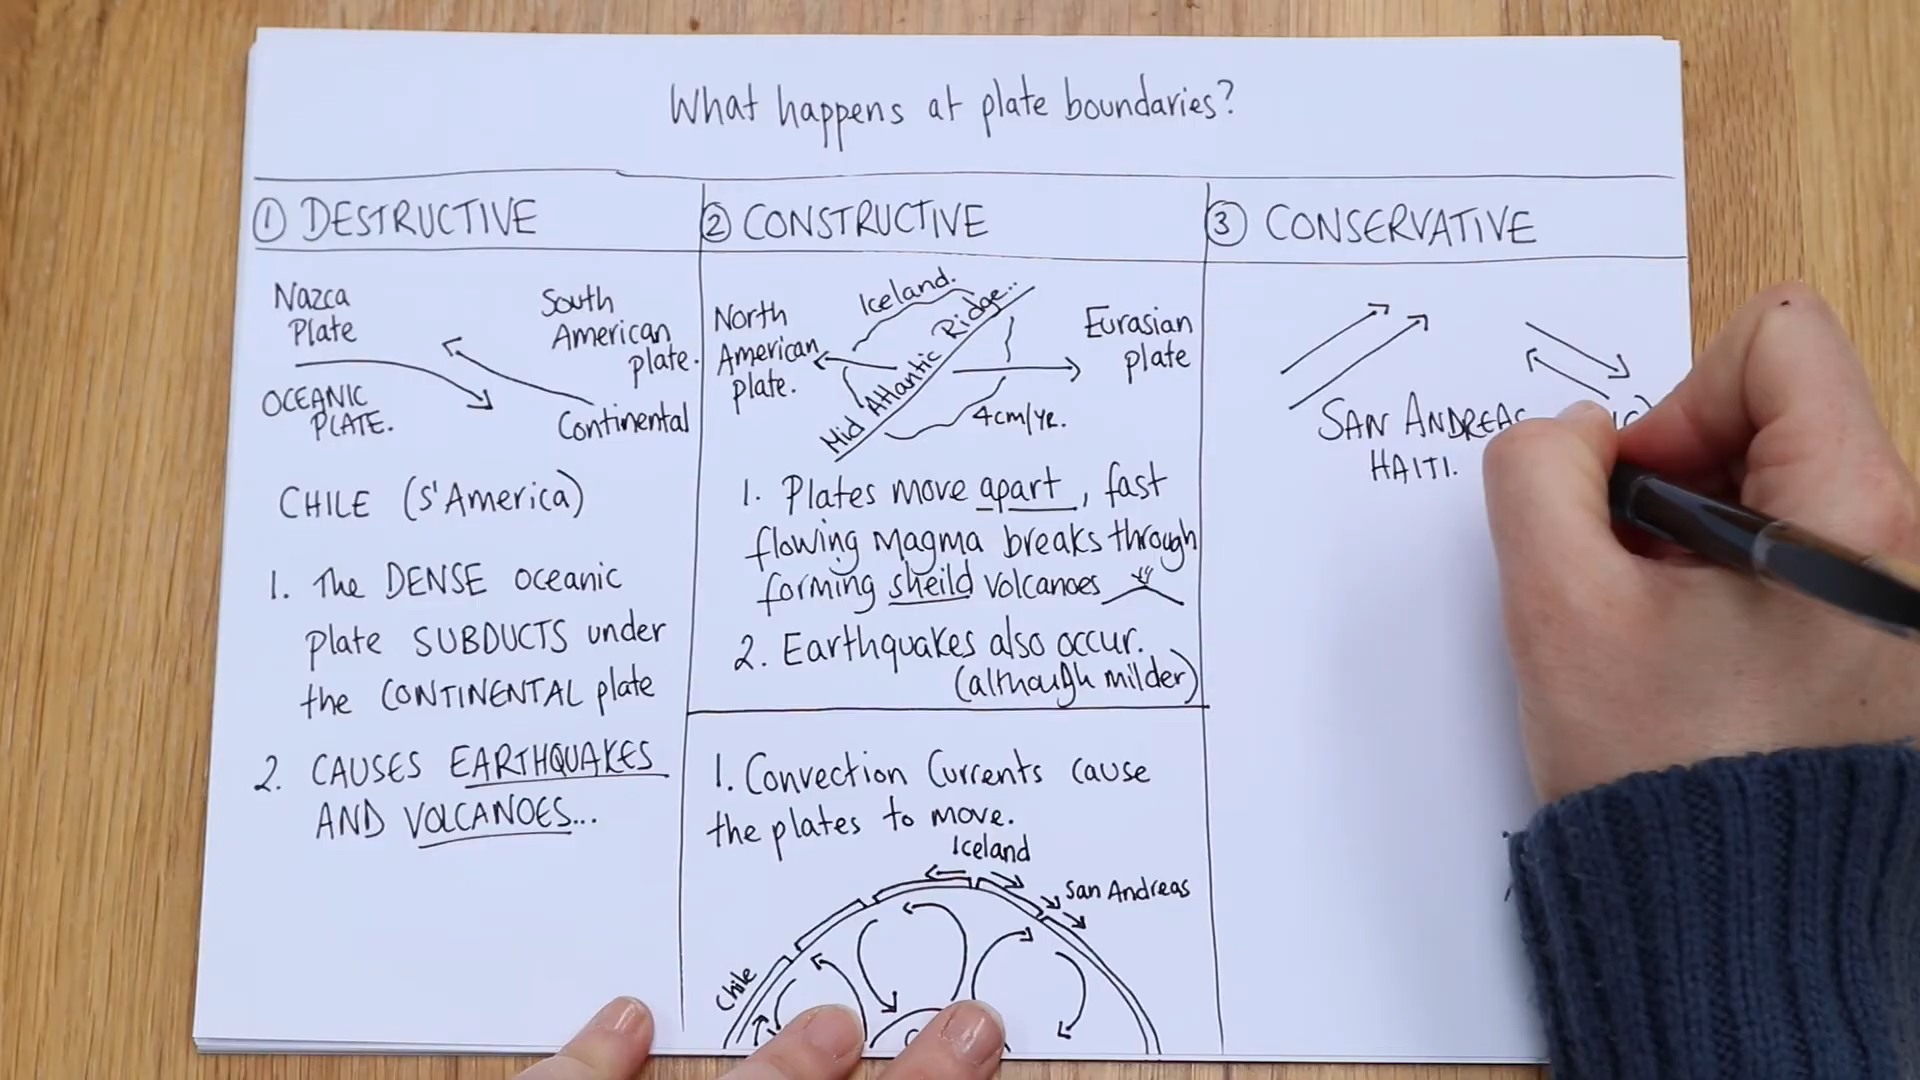 What happens at plate boundaries?
① DESTRUCTIVE
Nazca
Plate
South
American
plate.
OCEANIC
PLATE.
Continental
CHILE (S'America)
1. The DENSE oceanic
plate SUBDUCTS under
the CONTINENTAL plate
2. CAUSES EARTHQUAKES
AND VOLCANOES...
② CONSTRUCTIVE
North
American
plate.
Iceland.
Mid Atlantic Ridge..
Eurasian
plate
4cm/Yr.
1. Plates move apart, fast
flowing magma breaks through
forming sheild volcanoes
2. Earthquakes also occur.
(although milder)
1. Convection Currents cause
the plates to move.
Iceland
San Andreas
Chile
③ CONSERVATIVE
SAN ANDREAS
HAITI.